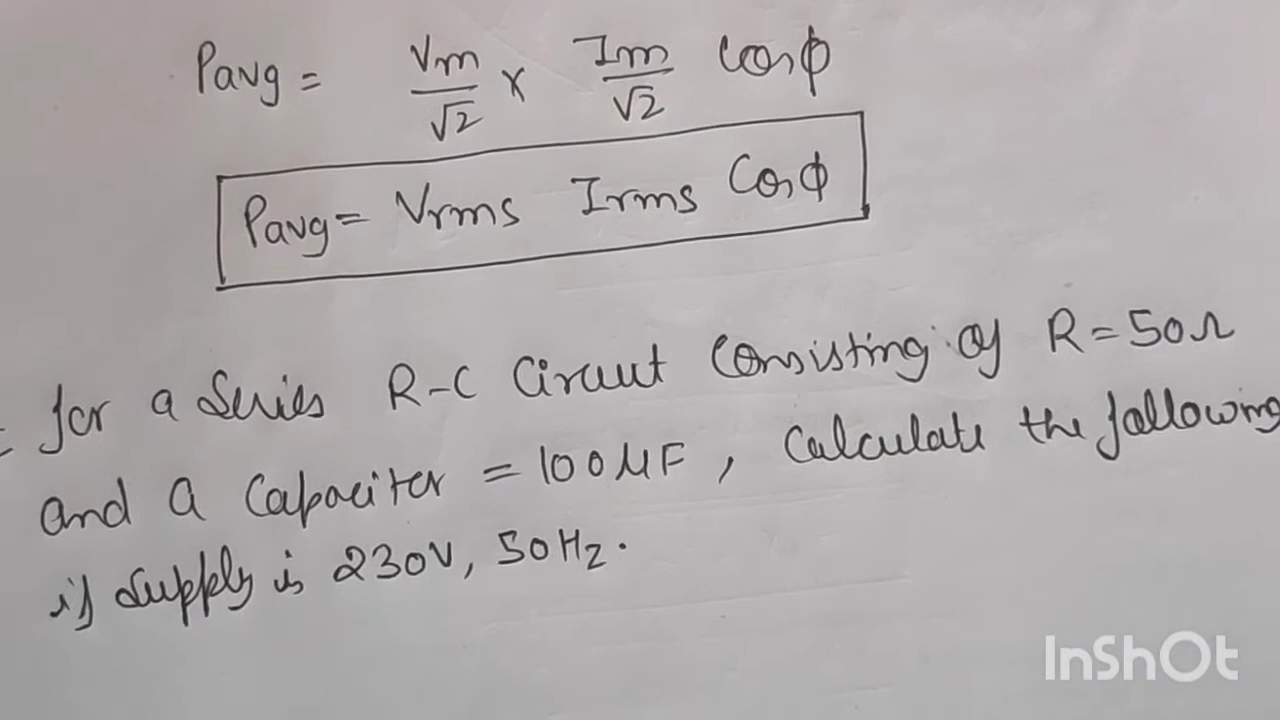 Pavg = Vm/√2 x Im/√2 Cosϕ
Pavg = Vrms Irms Cosϕ
for a Series R-C Circuit Consisting of R=50Ω
and a Capacitor = 100µF, Calculate the following
if supply is 230V, 50Hz.
InShOt